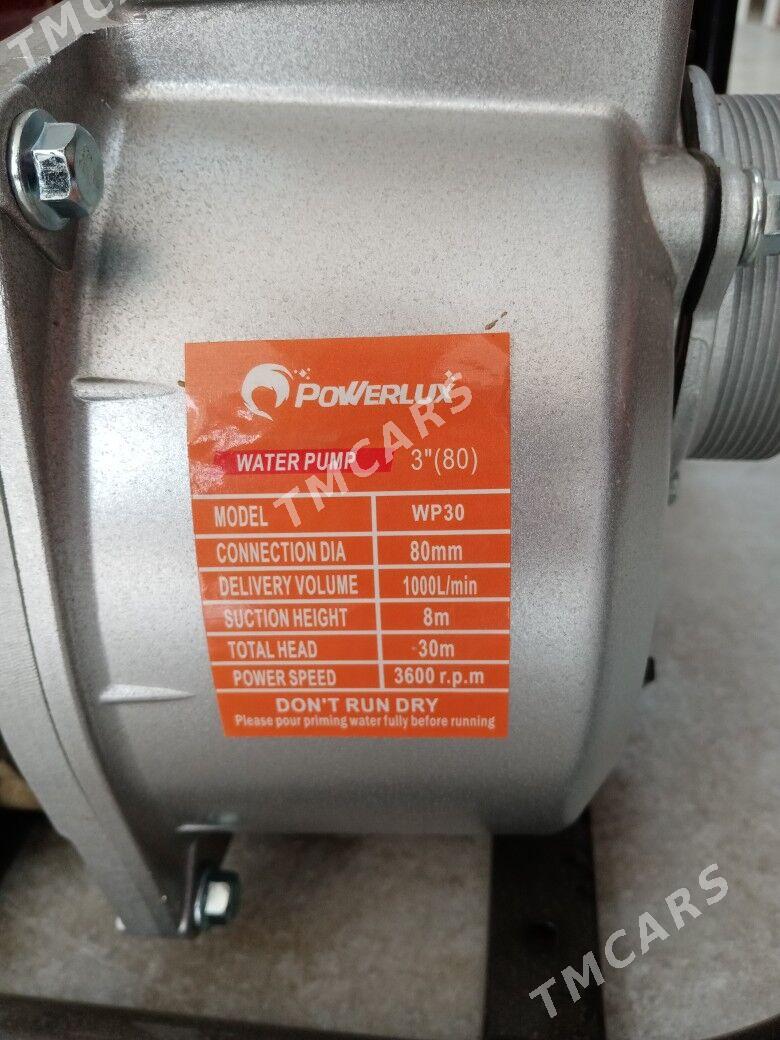 TMCARS
POWERLUX
WATER PUMP 3"(80)
TMCARS
MODEL WP30
CONNECTION DIA 80mm
DELIVERY VOLUME 1000L/min
SUCTION HEIGHT 8m
TOTAL HEAD 30m
POWER SPEED 3600 r.p.m
DON'T RUN DRY
Please pour priming water fully before running
TMCARS